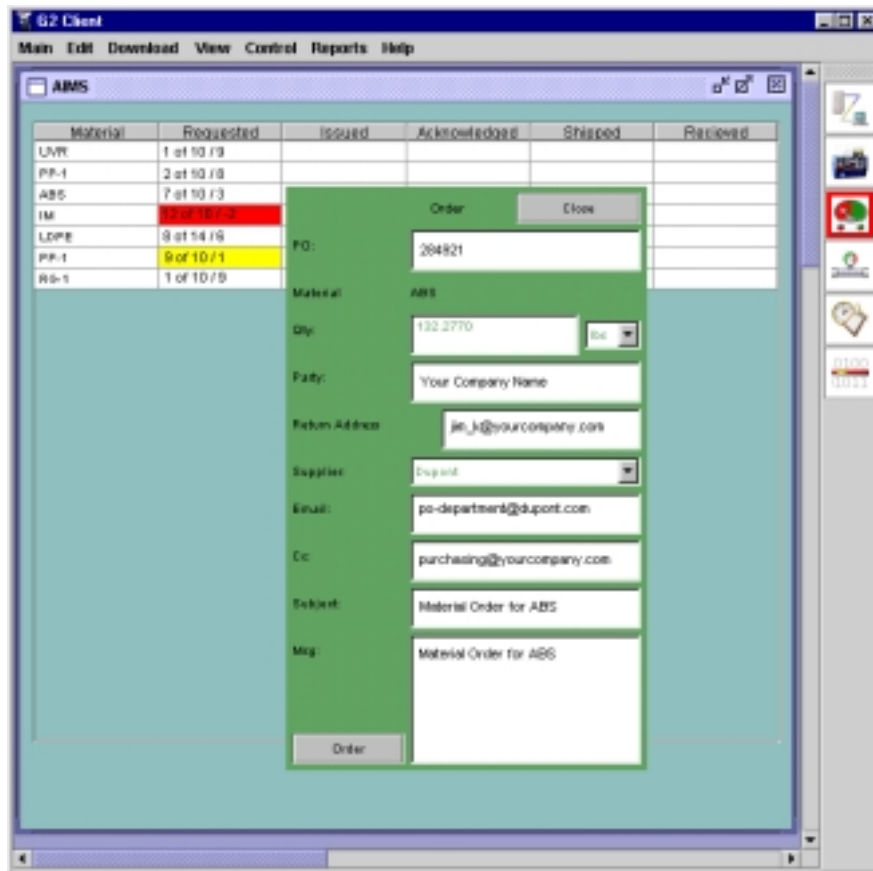 G2 Client
Main Edit Download View Control Reports Help
AIMS
Material Requested Issued Acknowledged Shipped Recieved
UVR 1 of 10 / 9
PP-1 2 of 10 / 8
ABS 7 of 10 / 3
IM 12 of 10 / -2
LDPE 8 of 14 / 6
PP-1 9 of 10 / 1
RG-1 1 of 10 / 9
Order Close
PO: 284921
Material: ABS
Qty: 132.2770 lbs
Party: Your Company Name
Return Address jim_k@yourcompany.com
Supplier: Dupont
Email: po-department@dupont.com
Cc: purchasing@yourcompany.com
Subject: Material Order for ABS
Msg: Material Order for ABS
Order
0100
1011